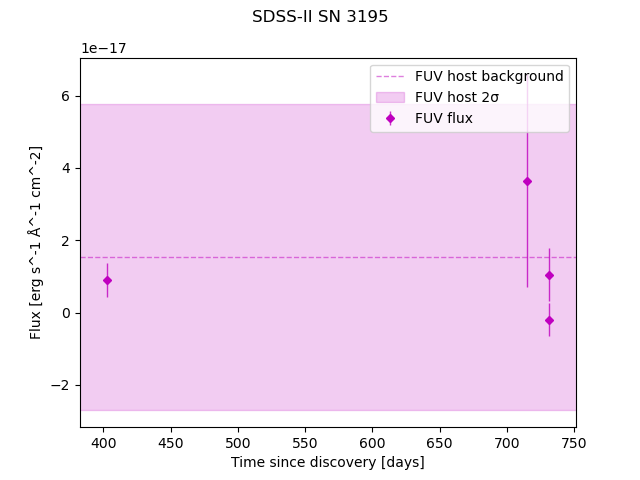 SDSS-II SN 3195
1e−17
FUV host background
FUV host 2σ
FUV flux
6
4
2
0
−2
Flux [erg s^-1 Å^-1 cm^-2]
400 450 500 550 600 650 700 750
Time since discovery [days]